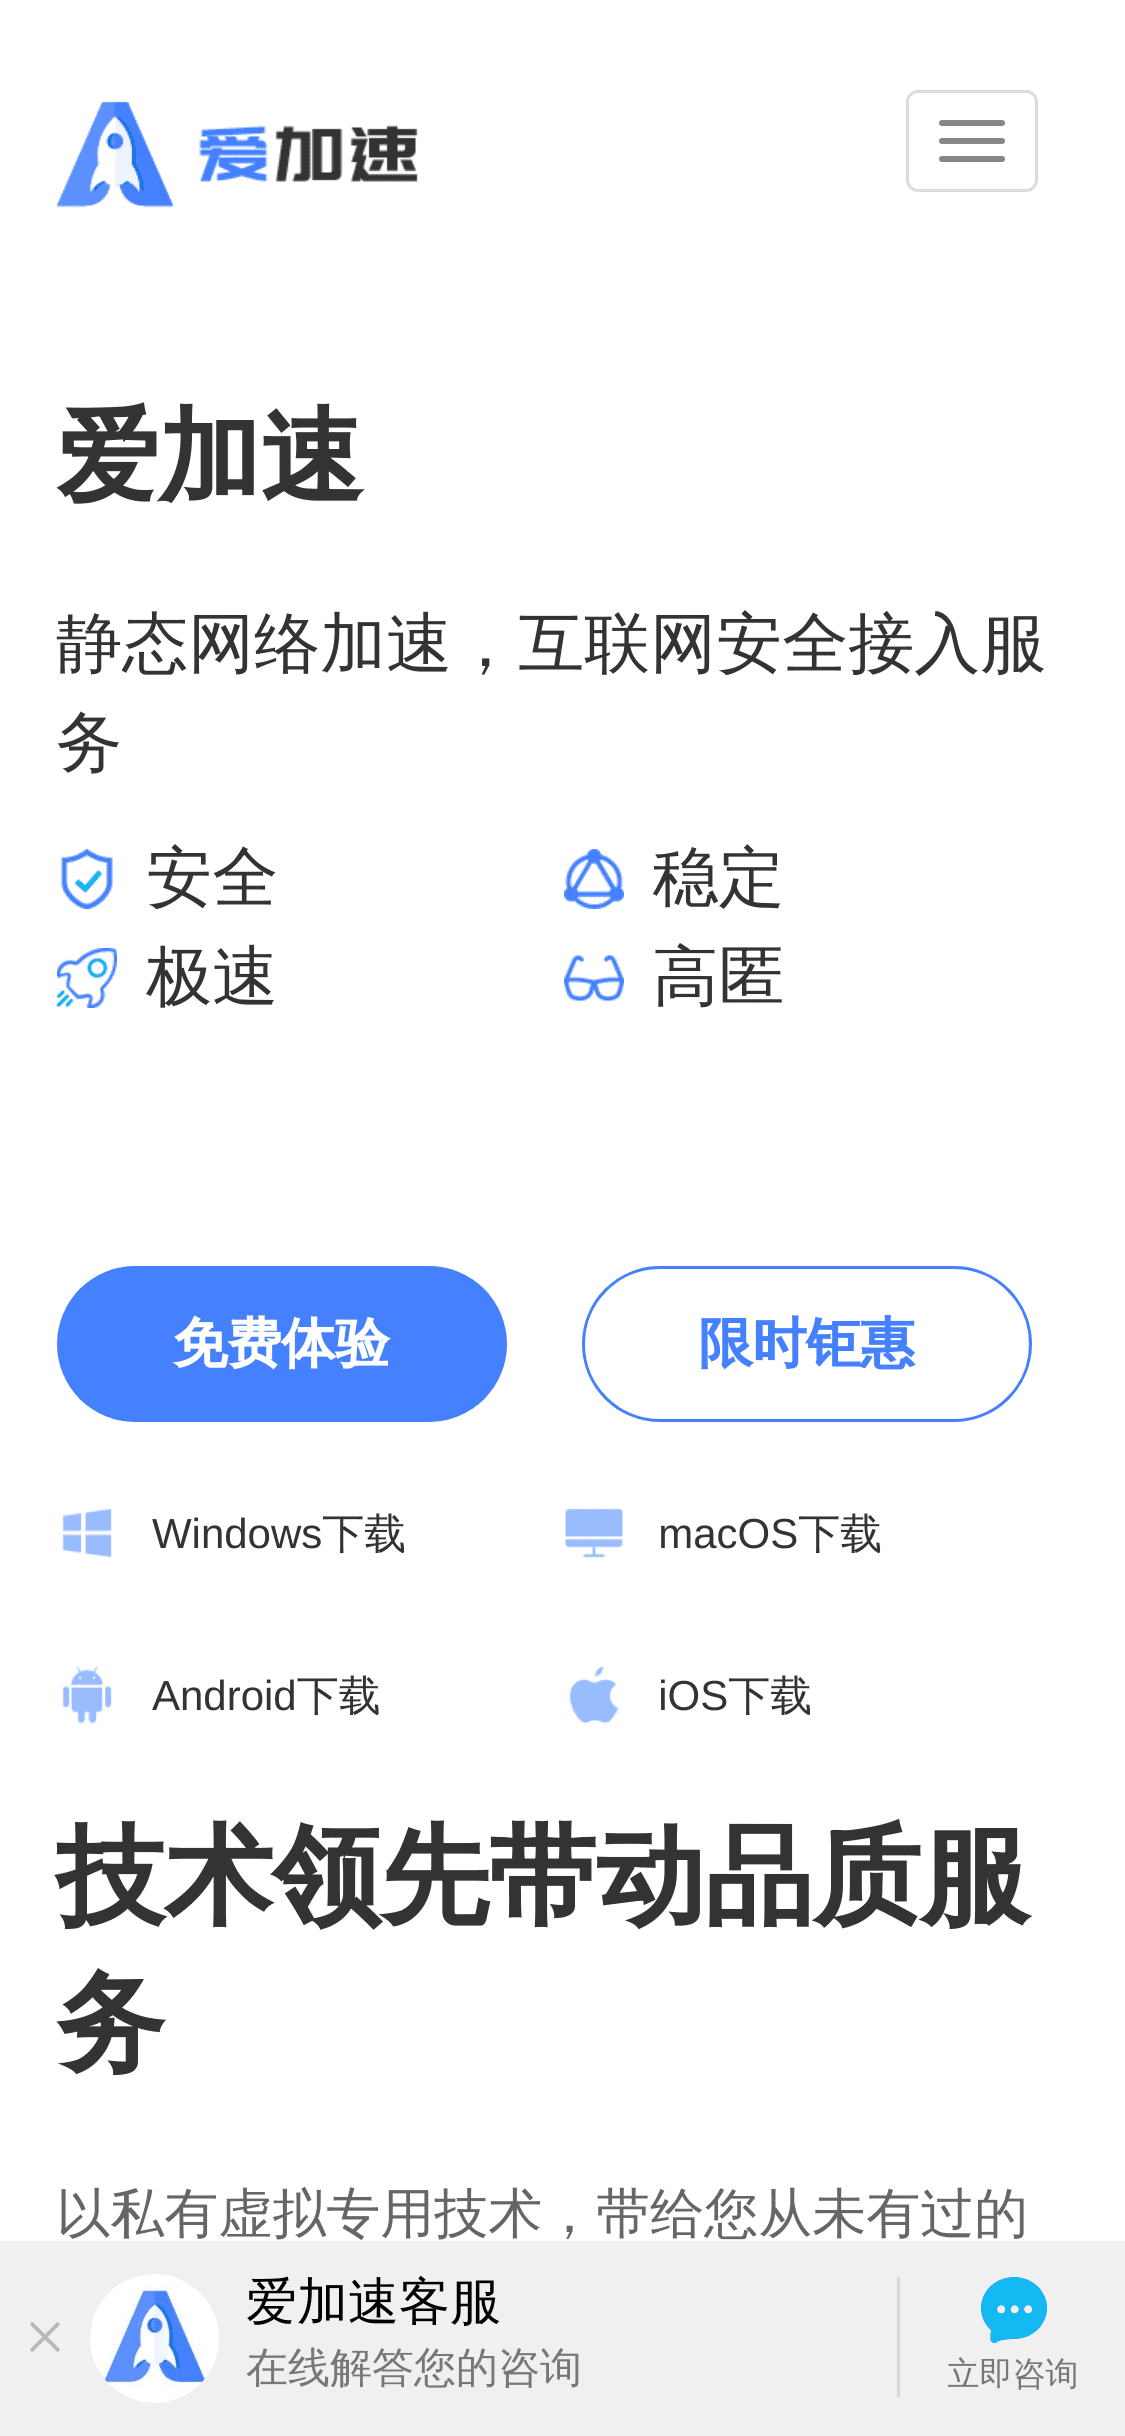 爱加速
爱加速
静态网络加速，互联网安全接入服
务
安全
稳定
极速
高匿
免费体验
限时钜惠
Windows下载
macOS下载
Android下载
iOS下载
技术领先带动品质服
务
以私有虚拟专用技术，带给您从未有过的
爱加速客服
在线解答您的咨询
立即咨询